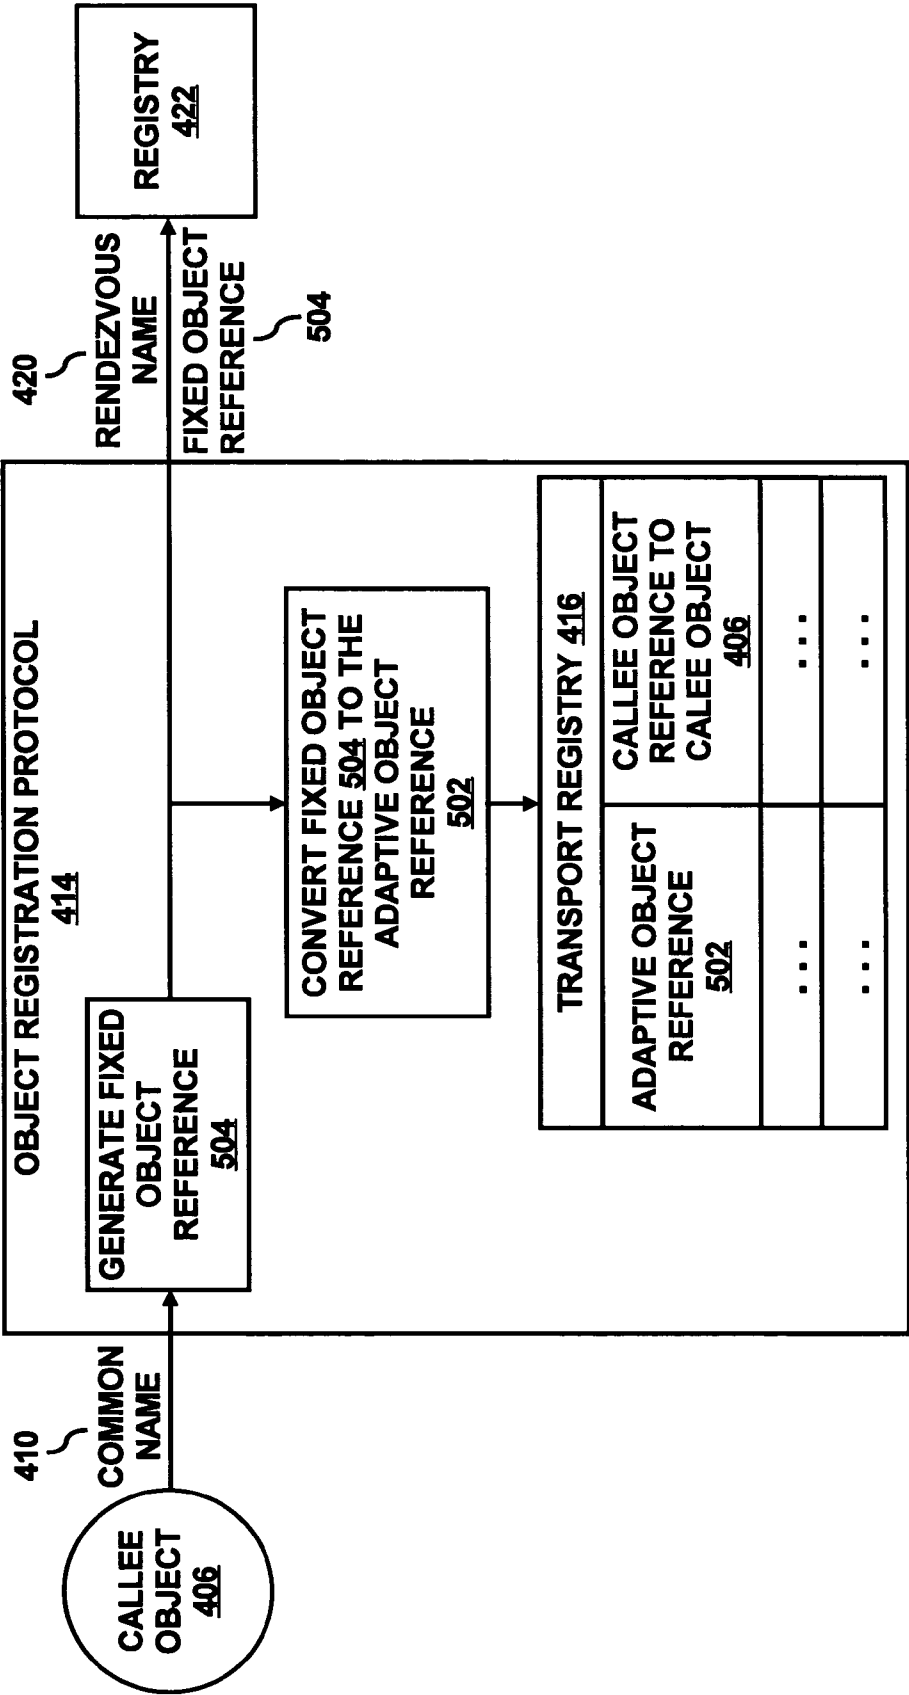 OBJECT REGISTRATION PROTOCOL
414
CALLEE
OBJECT
406
410
COMMON
NAME
GENERATE FIXED
OBJECT
REFERENCE
504
420
RENDEZVOUS
NAME
FIXED OBJECT
REFERENCE
504
REGISTRY
422
CONVERT FIXED OBJECT
REFERENCE 504 TO THE
ADAPTIVE OBJECT
REFERENCE
502
TRANSPORT REGISTRY 416
ADAPTIVE OBJECT
REFERENCE
502
CALLEE OBJECT
REFERENCE TO
CALEE OBJECT
406
... ...
... ...